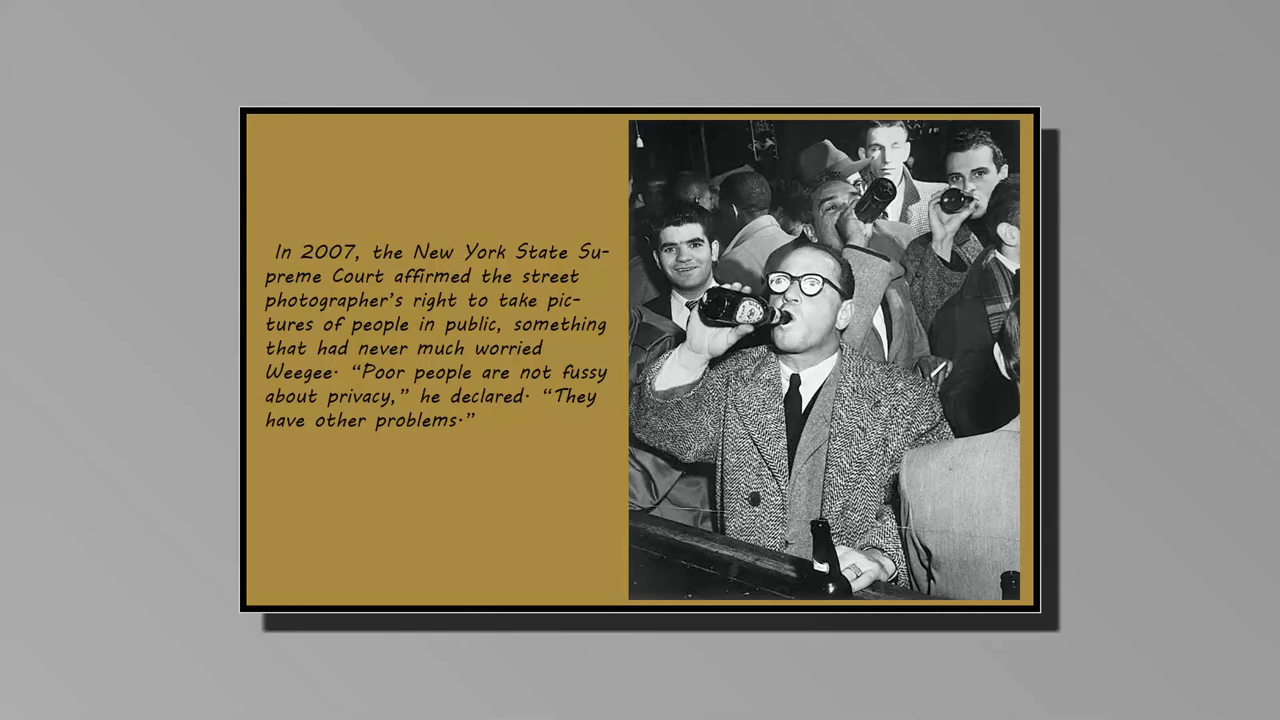 In 2007, the New York State Su-
preme Court affirmed the street
photographer's right to take pic-
tures of people in public, something
that had never much worried
Weegee· “Poor people are not fussy
about privacy,” he declared· “They
have other problems·”